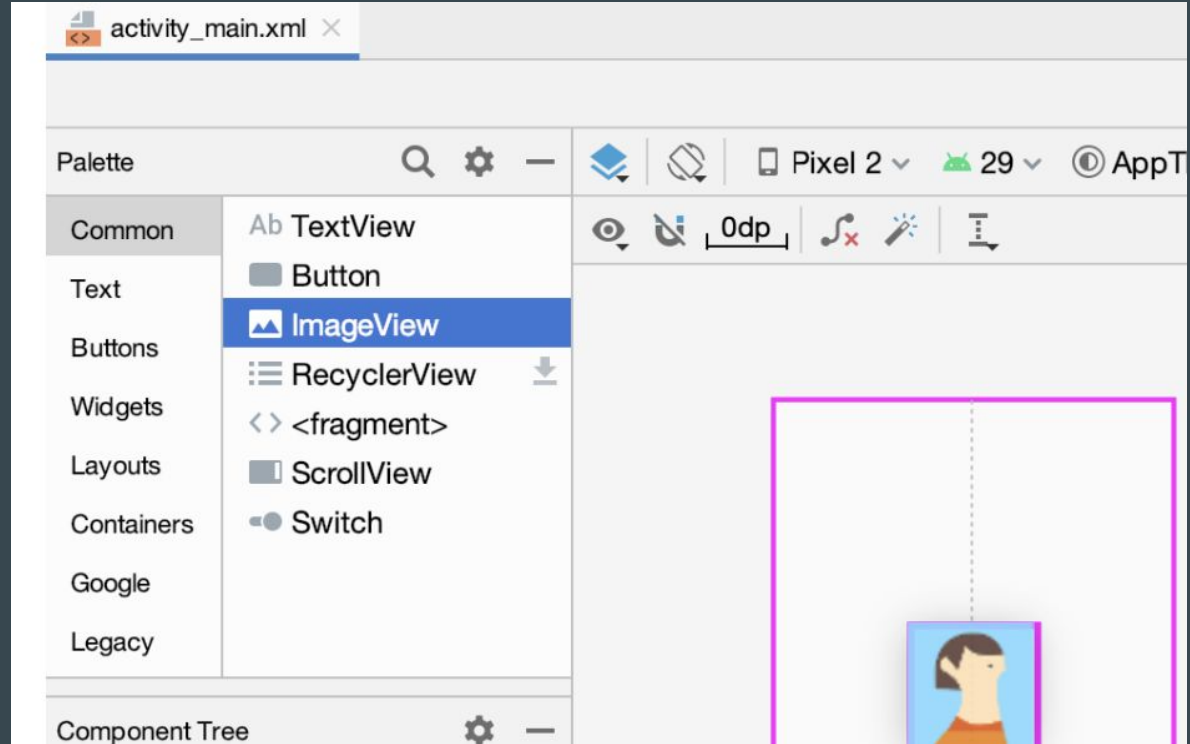 activity_main.xml
Palette
Pixel 2
29
AppT
Common
Text
Buttons
Widgets
Layouts
Containers
Google
Legacy
Ab TextView
Button
ImageView
RecyclerView
<fragment>
ScrollView
Switch
0dp
Component Tree